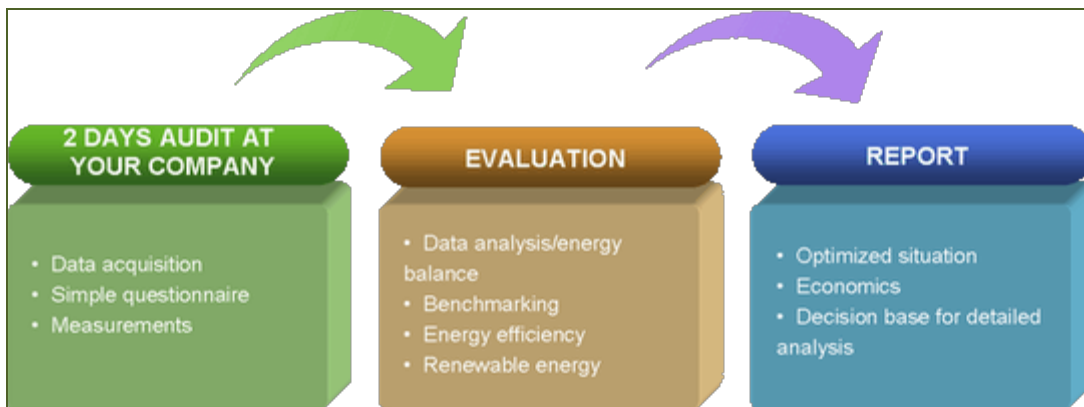 2 DAYS AUDIT AT
YOUR COMPANY
• Data acquisition
• Simple questionnaire
• Measurements
EVALUATION
• Data analysis/energy
balance
• Benchmarking
• Energy efficiency
• Renewable energy
REPORT
• Optimized situation
• Economics
• Decision base for detailed
analysis